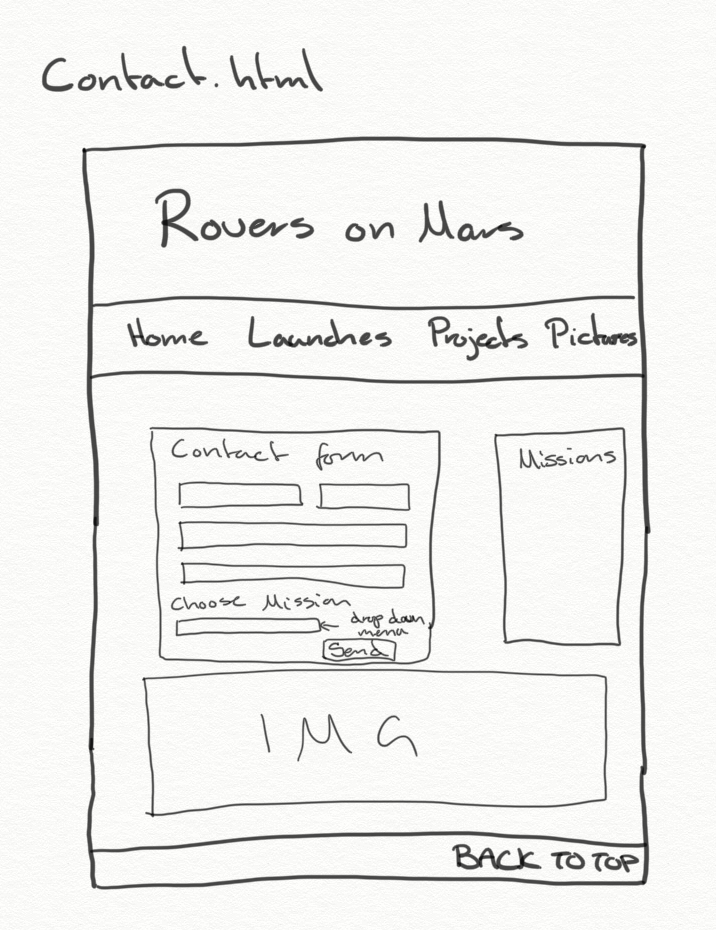 Contact.html
Rovers on Mars
Home Launches Projects Pictures
Contact form
Missions
Choose Mission
drop down
menu
Send
IMG
BACK TO TOP